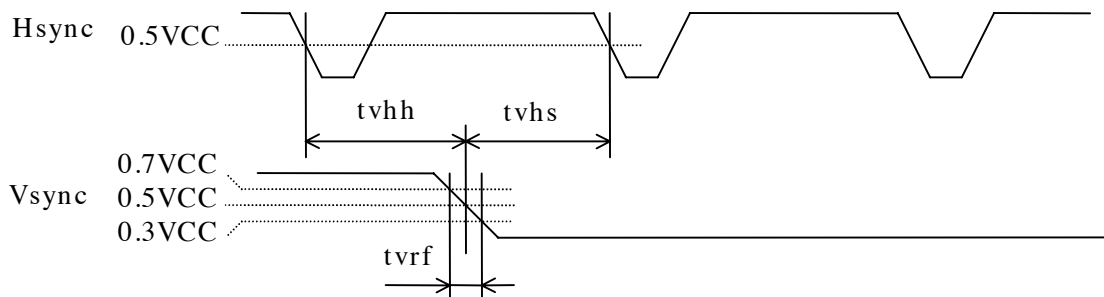 Hsync 0.5VCC
tvhh tvhs
0.7VCC
Vsync 0.5VCC
0.3VCC
tvrf